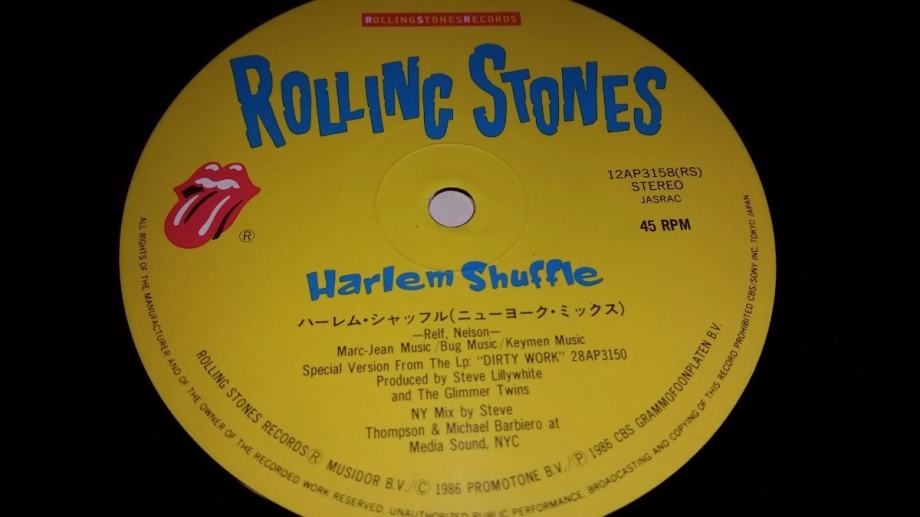 ROLLINGSTONESRECORDS
ROLLING STONES
12AP3158(RS)
STEREO
JASRAC
45 RPM
®
Harlem Shuffle
ハーレム・シャッフル(ニューヨーク・ミックス)
—Relf, Nelson—
Marc-Jean Music/Bug Music/Keymen Music
Special Version From The Lp: "DIRTY WORK" 28AP3150
Produced by Steve Lillywhite
and The Glimmer Twins
NY Mix by Steve
Thompson & Michael Barbiero at
Media Sound, NYC
ROLLING STONES RECORDS® MUSIDOR B.V./© 1986 PROMOTONE B.V./℗ 1986 CBS GRAMMOFOONPLATEN B.V.
ALL RIGHTS OF THE MANUFACTURER AND OF THE OWNER OF THE RECORDED WORK RESERVED. UNAUTHORIZED PUBLIC PERFORMANCE, BROADCASTING AND COPYING OF THIS RECORD PROHIBITED CBS/SONY INC. TOKYO JAPAN